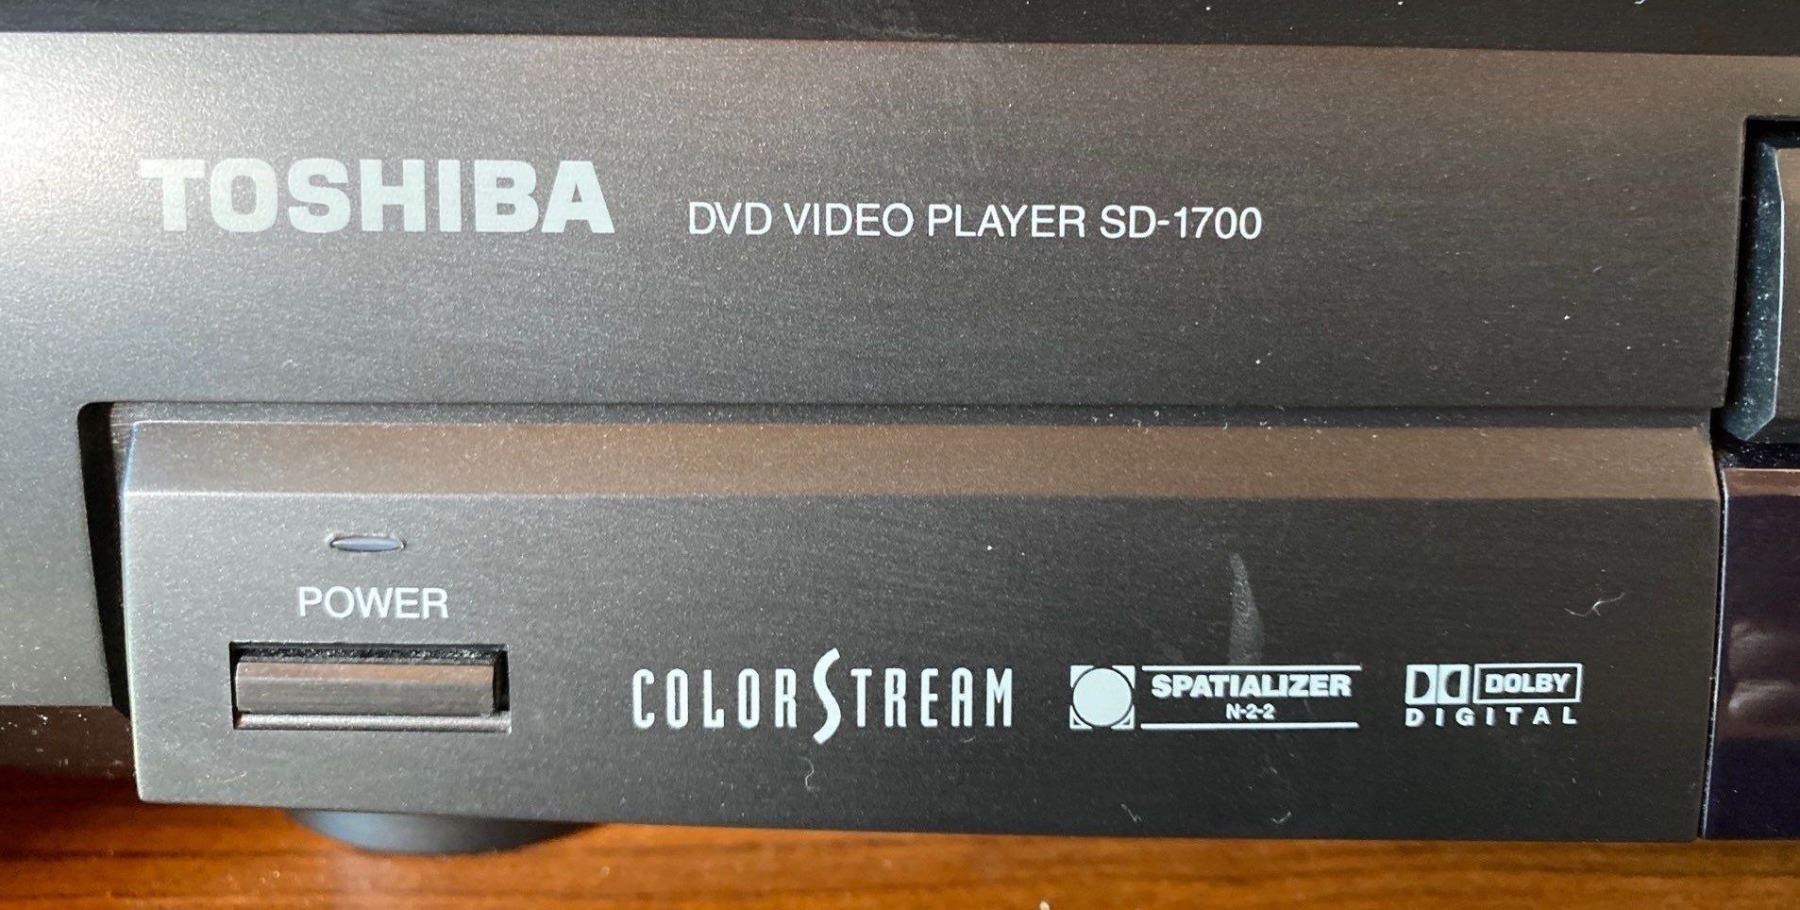 TOSHIBA DVD VIDEO PLAYER SD-1700
POWER
COLORSTREAM
SPATIALIZER
N-2-2
DOLBY
DIGITAL